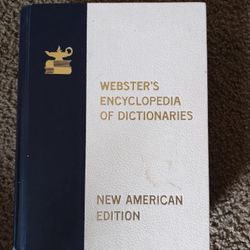 WEBSTER'S
ENCYCLOPEDIA
OF DICTIONARIES
NEW AMERICAN
EDITION